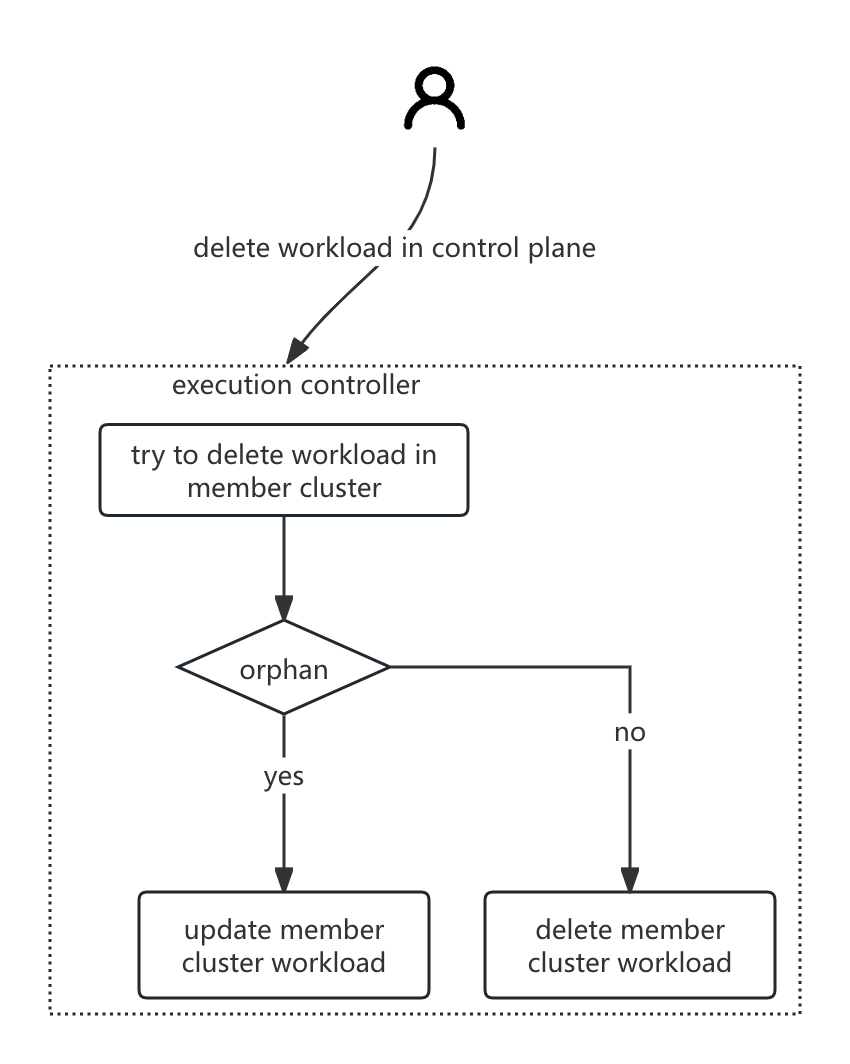 delete workload in control plane
execution controller
try to delete workload in
member cluster
orphan
no
yes
update member
cluster workload
delete member
cluster workload